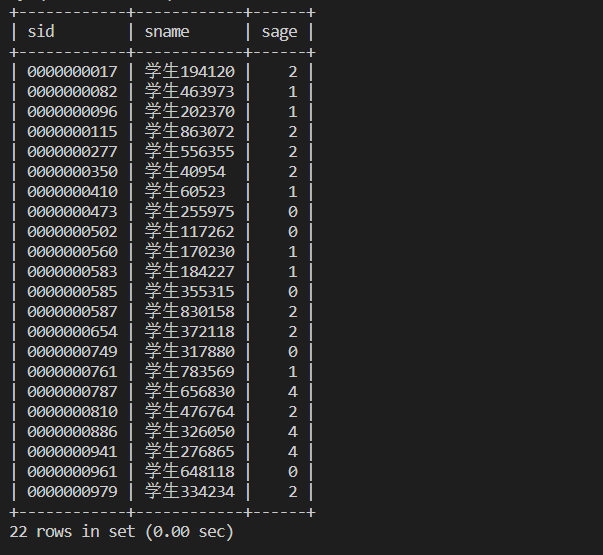 +------------+--------------+------+
| sid        | sname        | sage |
+------------+--------------+------+
| 0000000017 | 学生194120 |    2 |
| 0000000082 | 学生463973 |    1 |
| 0000000096 | 学生202370 |    1 |
| 0000000115 | 学生863072 |    2 |
| 0000000277 | 学生556355 |    2 |
| 0000000350 | 学生40954  |    2 |
| 0000000410 | 学生60523  |    1 |
| 0000000473 | 学生255975 |    0 |
| 0000000502 | 学生117262 |    0 |
| 0000000560 | 学生170230 |    1 |
| 0000000583 | 学生184227 |    1 |
| 0000000585 | 学生355315 |    0 |
| 0000000587 | 学生830158 |    2 |
| 0000000654 | 学生372118 |    2 |
| 0000000749 | 学生317880 |    0 |
| 0000000761 | 学生783569 |    1 |
| 0000000787 | 学生656830 |    4 |
| 0000000810 | 学生476764 |    2 |
| 0000000886 | 学生326050 |    4 |
| 0000000941 | 学生276865 |    4 |
| 0000000961 | 学生648118 |    0 |
| 0000000979 | 学生334234 |    2 |
+------------+--------------+------+
22 rows in set (0.00 sec)